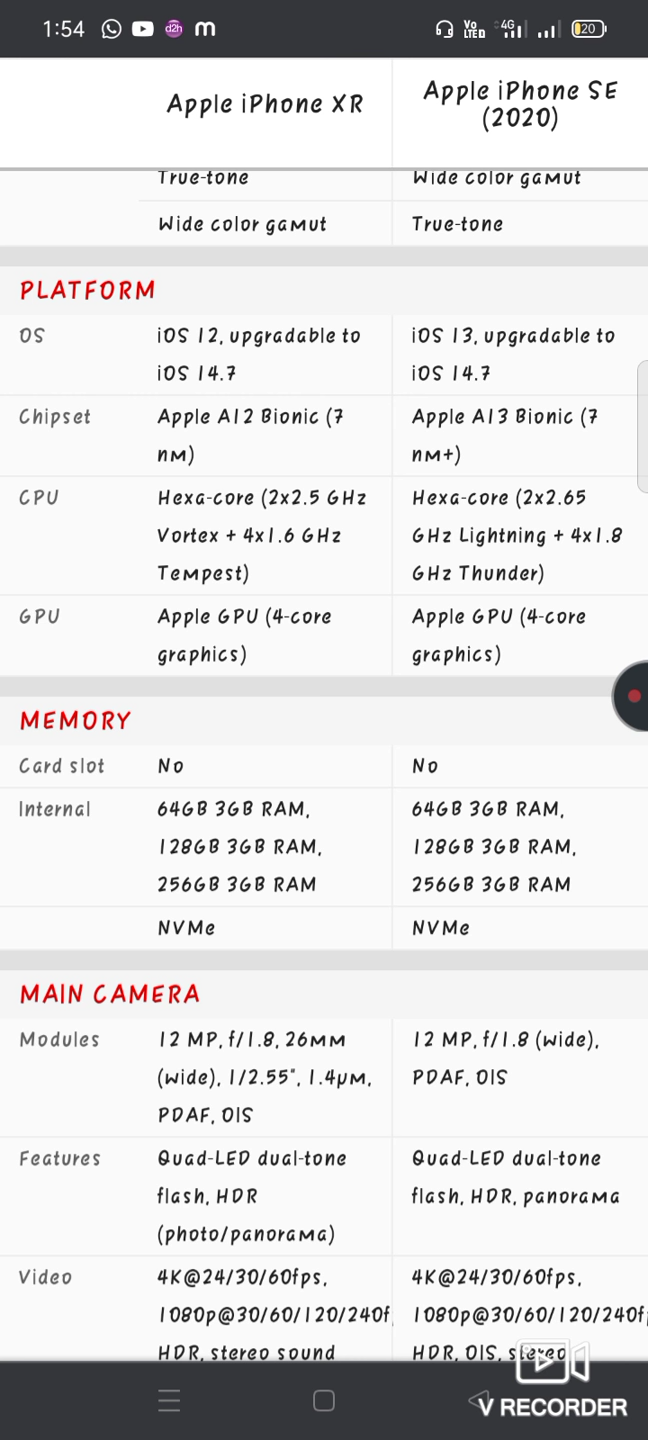 1:54 d2h m Vo LTE 4G 20
Apple iPhone XR
Apple iPhone SE
(2020)
True-tone
Wide color gamut
Wide color gamut
True-tone
PLATFORM
OS
iOS 12, upgradable to
iOS 14.7
iOS 13, upgradable to
iOS 14.7
Chipset
Apple A12 Bionic (7
nm)
Apple A13 Bionic (7
nm+)
CPU
Hexa-core (2x2.5 GHz
Vortex + 4x1.6 GHz
Tempest)
Hexa-core (2x2.65
GHz Lightning + 4x1.8
GHz Thunder)
GPU
Apple GPU (4-core
graphics)
Apple GPU (4-core
graphics)
MEMORY
Card slot
No
No
Internal
64GB 3GB RAM,
128GB 3GB RAM,
256GB 3GB RAM
64GB 3GB RAM,
128GB 3GB RAM,
256GB 3GB RAM
NVMe
NVMe
MAIN CAMERA
Modules
12 MP, f/1.8, 26mm
(wide), 1/2.55", 1.4µm,
PDAF, OIS
12 MP, f/1.8 (wide),
PDAF, OIS
Features
Quad-LED dual-tone
flash, HDR
(photo/panorama)
Quad-LED dual-tone
flash, HDR, panorama
Video
4K@24/30/60fps,
1080p@30/60/120/240f
HDR, stereo sound
4K@24/30/60fps,
1080p@30/60/120/240f
HDR, OIS, stereo
V RECORDER